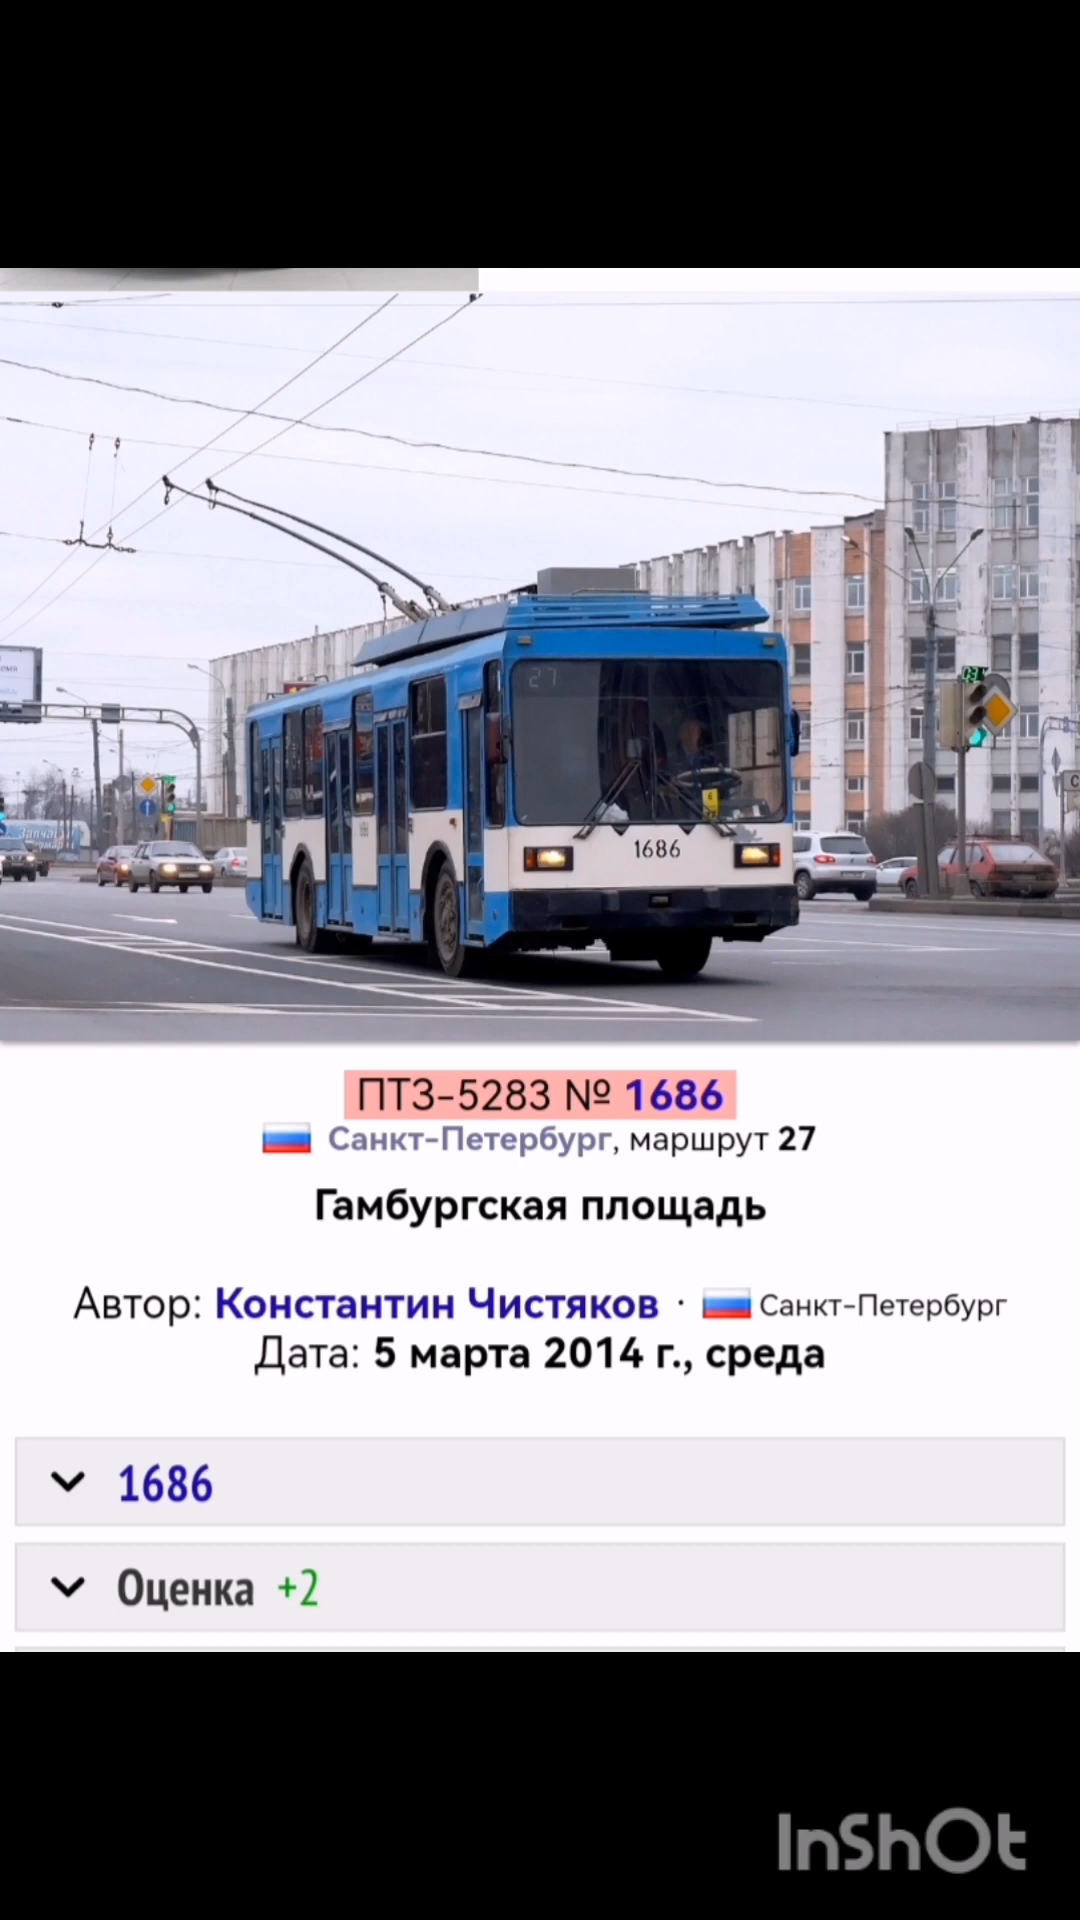 Запчасти
27
1686
ПТЗ-5283 № 1686
Санкт-Петербург, маршрут 27
Гамбургская площадь
Автор: Константин Чистяков · Санкт-Петербург
Дата: 5 марта 2014 г., среда
1686
Оценка +2
InShOt